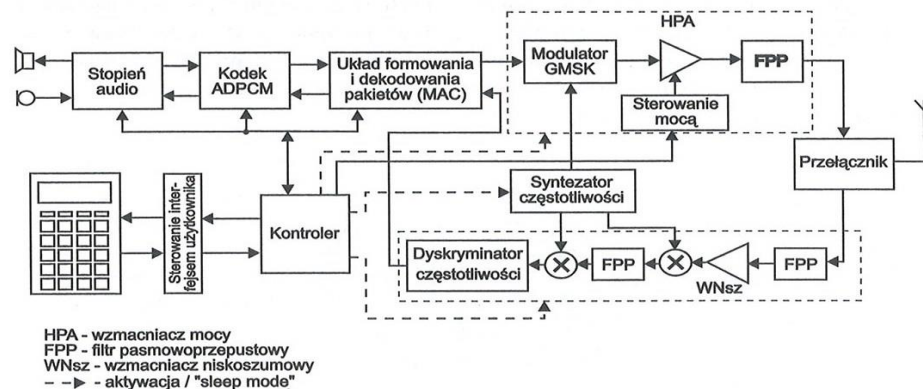 HPA
Stopień
audio
Kodek
ADPCM
Układ formowania
i dekodowania
pakietów (MAC)
Modulator
GMSK
FPP
Sterowanie
mocą
Przełącznik
Sterowanie inter-
fejsem użytkownika
Kontroler
Syntezator
częstotliwości
Dyskryminator
częstotliwości
FPP
WNsz
FPP
HPA - wzmacniacz mocy
FPP - filtr pasmowoprzepustowy
WNsz - wzmacniacz niskoszumowy
- aktywacja / "sleep mode"